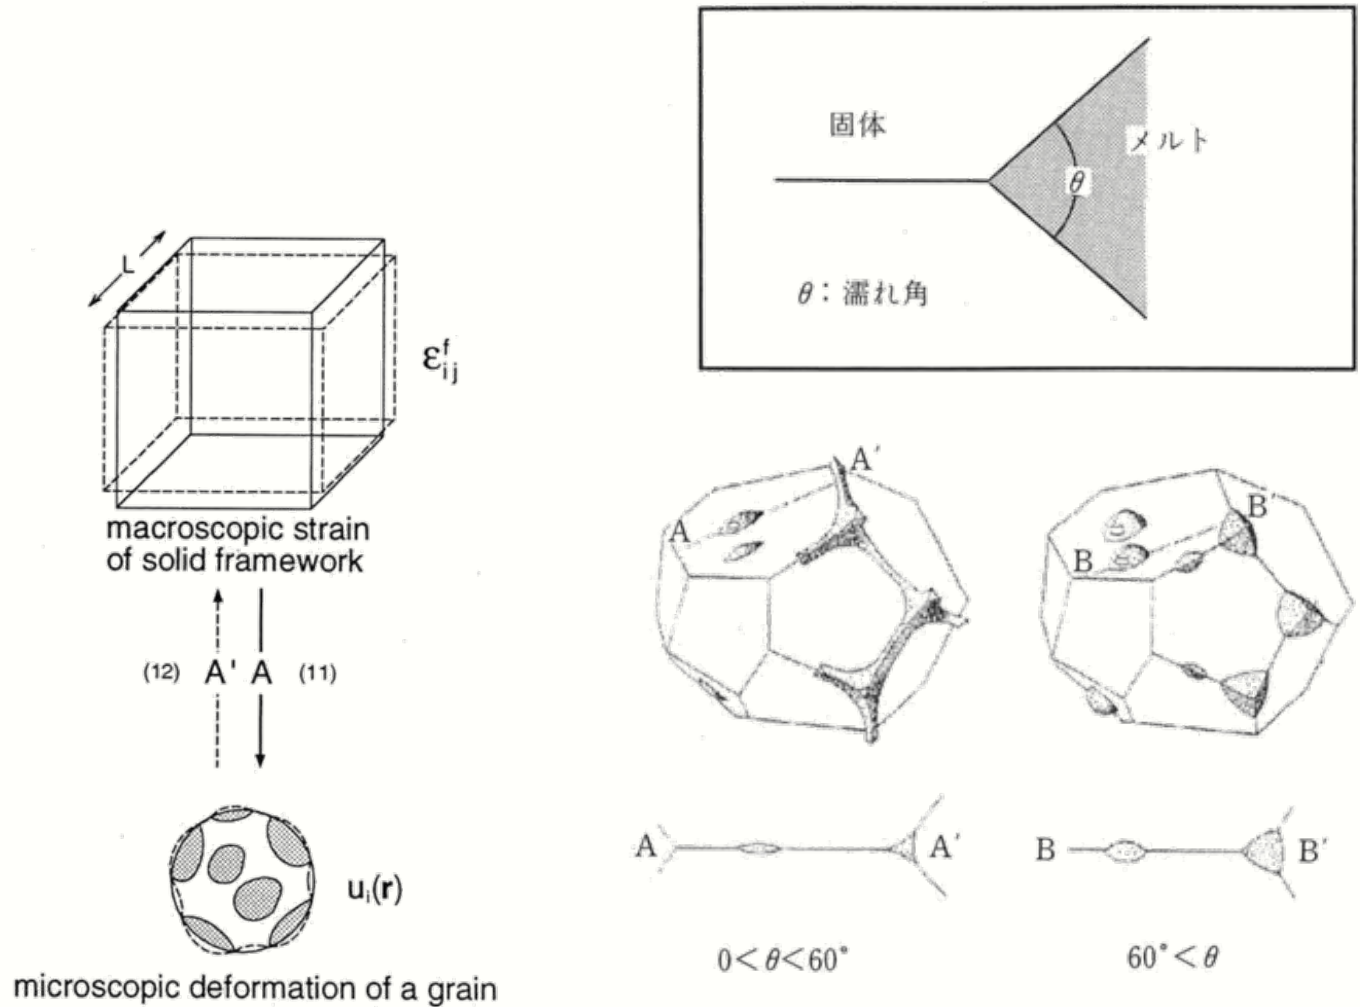 L
ε^f_ij
macroscopic strain
of solid framework
(12) A' A (11)
u_i(r)
microscopic deformation of a grain
固体
メルト
θ
θ：濡れ角
A'
A
B'
B
A A'
B B'
0<θ<60°
60°<θ